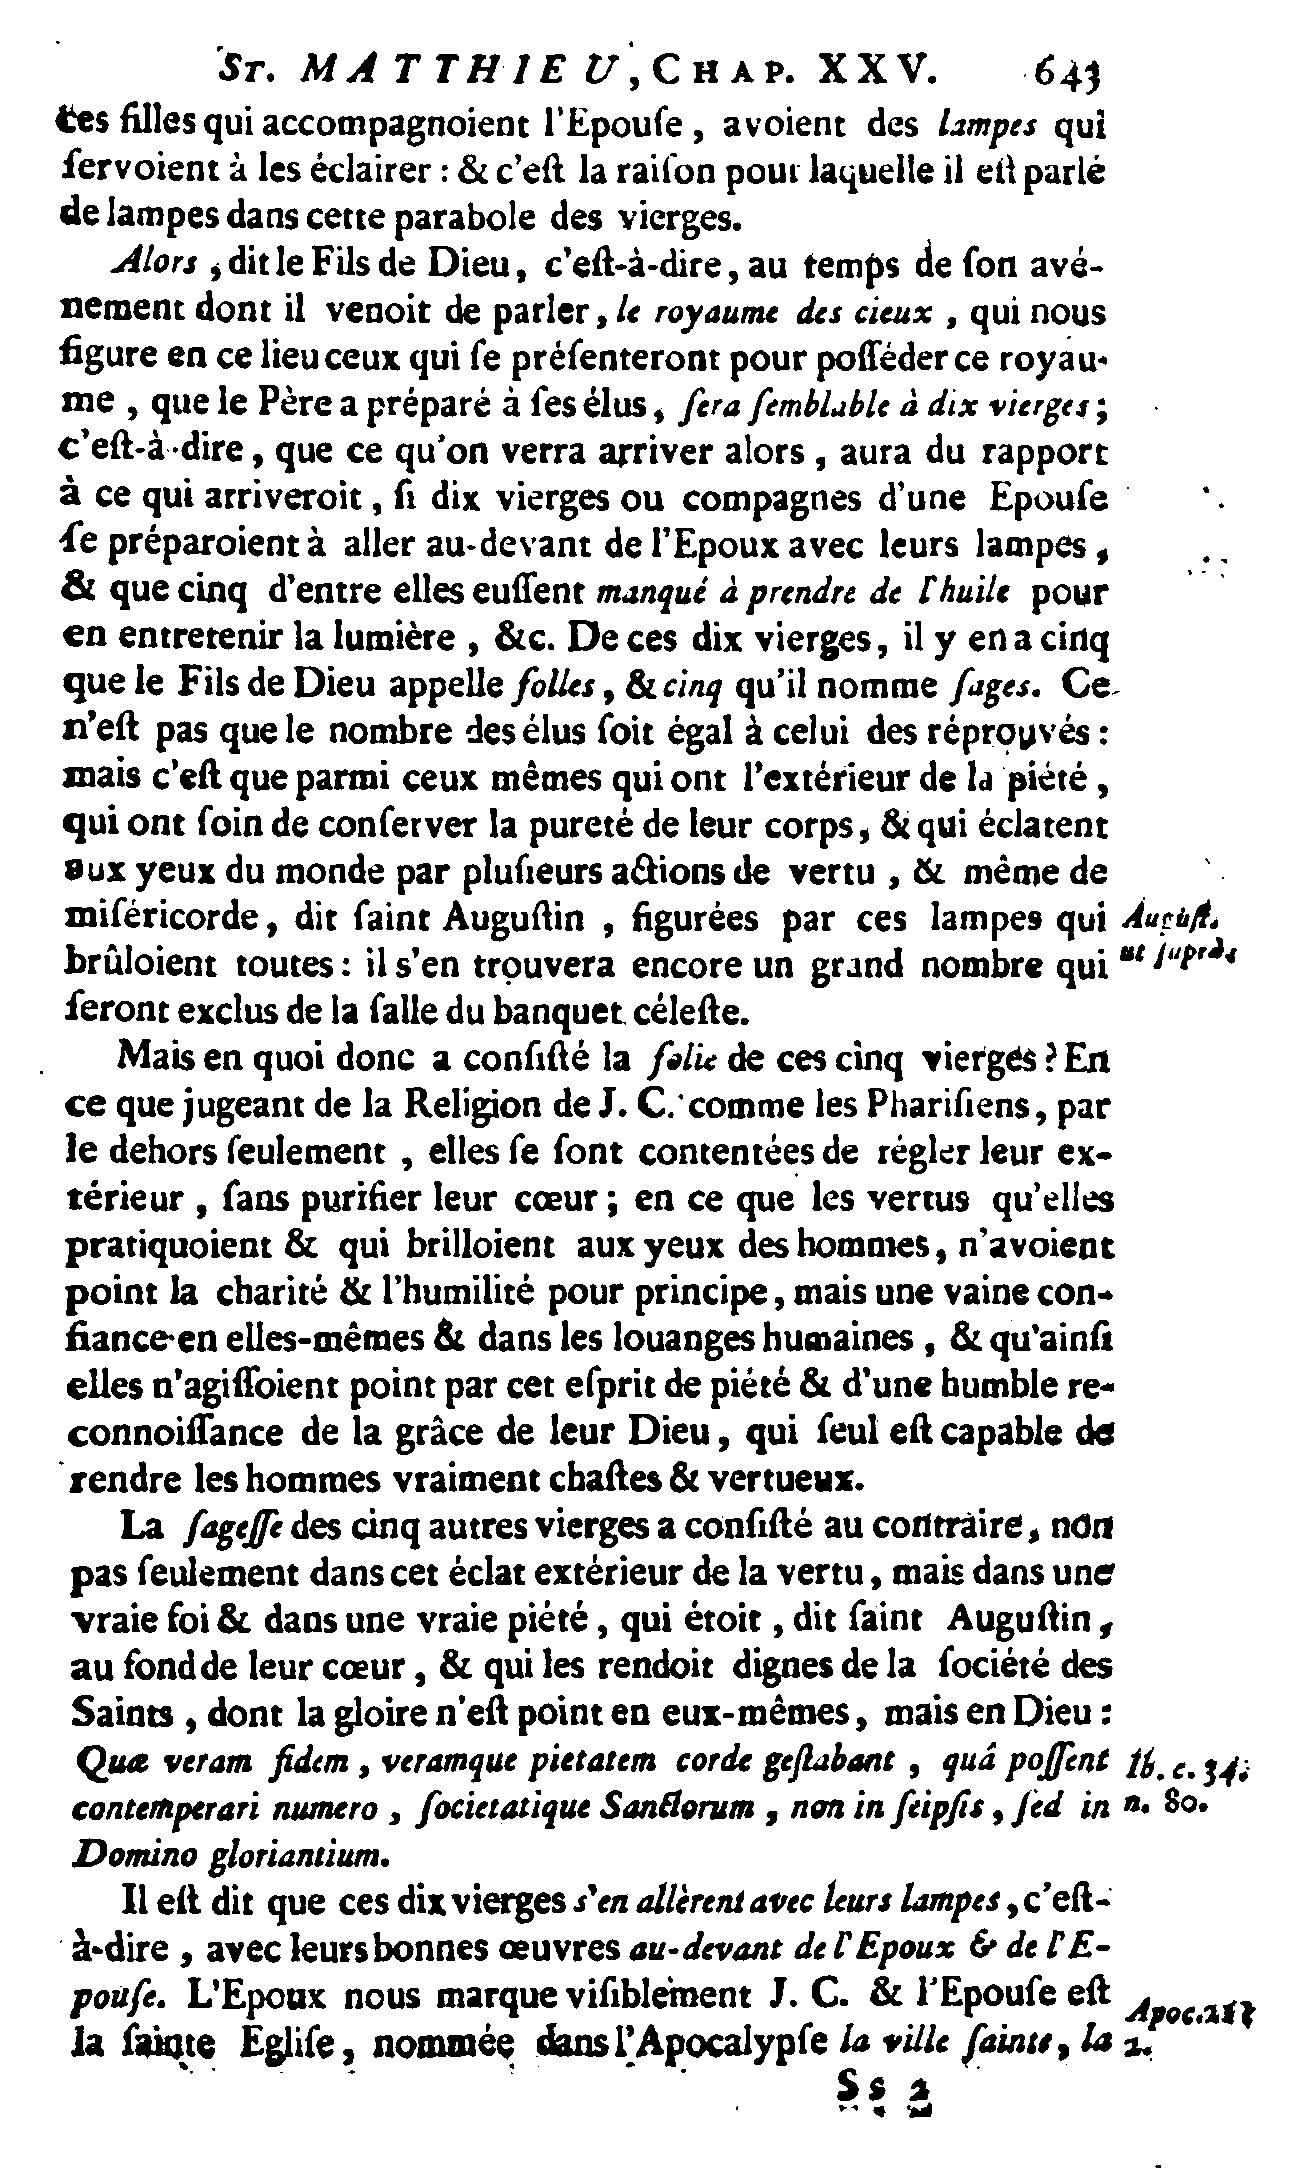 ST. MATTHIEU, CHAP. XXV. 643
ces filles qui accompagnoient l'Epouſe, avoient des lampes qui
ſervoient à les éclairer : & c'eſt la raiſon pour laquelle il eſt parlé
de lampes dans cette parabole des vierges.
Alors, dit le Fils de Dieu, c'eſt-à-dire, au temps de ſon avé-
nement dont il venoit de parler, le royaume des cieux, qui nous
figure en ce lieu ceux qui ſe préſenteront pour poſſéder ce royau-
me, que le Père a préparé à ſes élus, ſera ſemblable à dix vierges;
c'eſt-à-dire, que ce qu'on verra arriver alors, aura du rapport
à ce qui arriveroit, ſi dix vierges ou compagnes d'une Epouſe
ſe préparoient à aller au-devant de l'Epoux avec leurs lampes,
& que cinq d'entre elles euſſent manqué à prendre de l'huile pour
en entretenir la lumière, &c. De ces dix vierges, il y en a cinq
que le Fils de Dieu appelle folles, & cinq qu'il nomme ſages. Ce
n'eſt pas que le nombre des élus ſoit égal à celui des réprouvés :
mais c'eſt que parmi ceux mêmes qui ont l'extérieur de la piété,
qui ont ſoin de conſerver la pureté de leur corps, & qui éclatent
aux yeux du monde par pluſieurs actions de vertu, & même de
miſéricorde, dit ſaint Auguſtin, figurées par ces lampes qui
brûloient toutes : il s'en trouvera encore un grand nombre qui
ſeront exclus de la ſalle du banquet céleſte.
Auguſt.
ut ſuprà.
Mais en quoi donc a conſiſté la folie de ces cinq vierges ? En
ce que jugeant de la Religion de J. C. comme les Phariſiens, par
le dehors ſeulement, elles ſe ſont contentées de régler leur ex-
térieur, ſans purifier leur cœur; en ce que les vertus qu'elles
pratiquoient & qui brilloient aux yeux des hommes, n'avoient
point la charité & l'humilité pour principe, mais une vaine con-
fiance en elles-mêmes & dans les louanges humaines, & qu'ainſi
elles n'agiſſoient point par cet eſprit de piété & d'une humble re-
connoiſſance de la grâce de leur Dieu, qui ſeul eſt capable de
rendre les hommes vraiment chaſtes & vertueux.
La ſageſſe des cinq autres vierges a conſiſté au contraire, non
pas ſeulement dans cet éclat extérieur de la vertu, mais dans une
vraie foi & dans une vraie piété, qui étoit, dit ſaint Auguſtin,
au fond de leur cœur, & qui les rendoit dignes de la ſociété des
Saints, dont la gloire n'eſt point en eux-mêmes, mais en Dieu :
Quæ veram fidem, veramque pietatem corde geſtabant, quâ poſſent
contemperari numero, ſocietatique Sanctorum, non in ſeipſis, ſed in
Domino gloriantium.
Ib. c. 34.
n. 80.
Il eſt dit que ces dix vierges s'en allèrent avec leurs lampes, c'eſt-
à-dire, avec leurs bonnes œuvres au-devant de l'Epoux & de l'E-
pouſe. L'Epoux nous marque viſiblement J. C. & l'Epouſe eſt
la ſainte Egliſe, nommée dans l'Apocalypſe la ville ſainte, la
Apoc.
2.
Ss 2